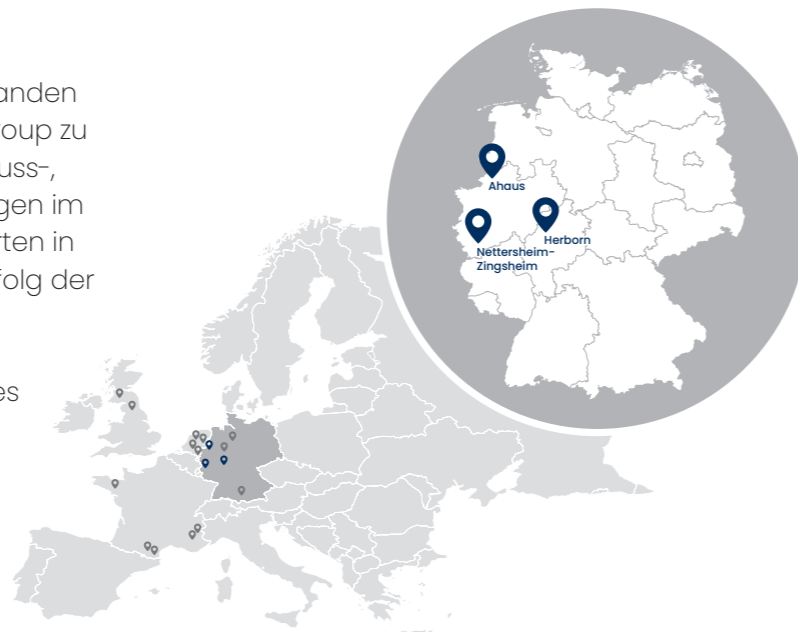 anden
oup zu
uss-,
gen im
rten in
folg der
es
Ahaus
Herborn
Nettersheim-
Zingsheim